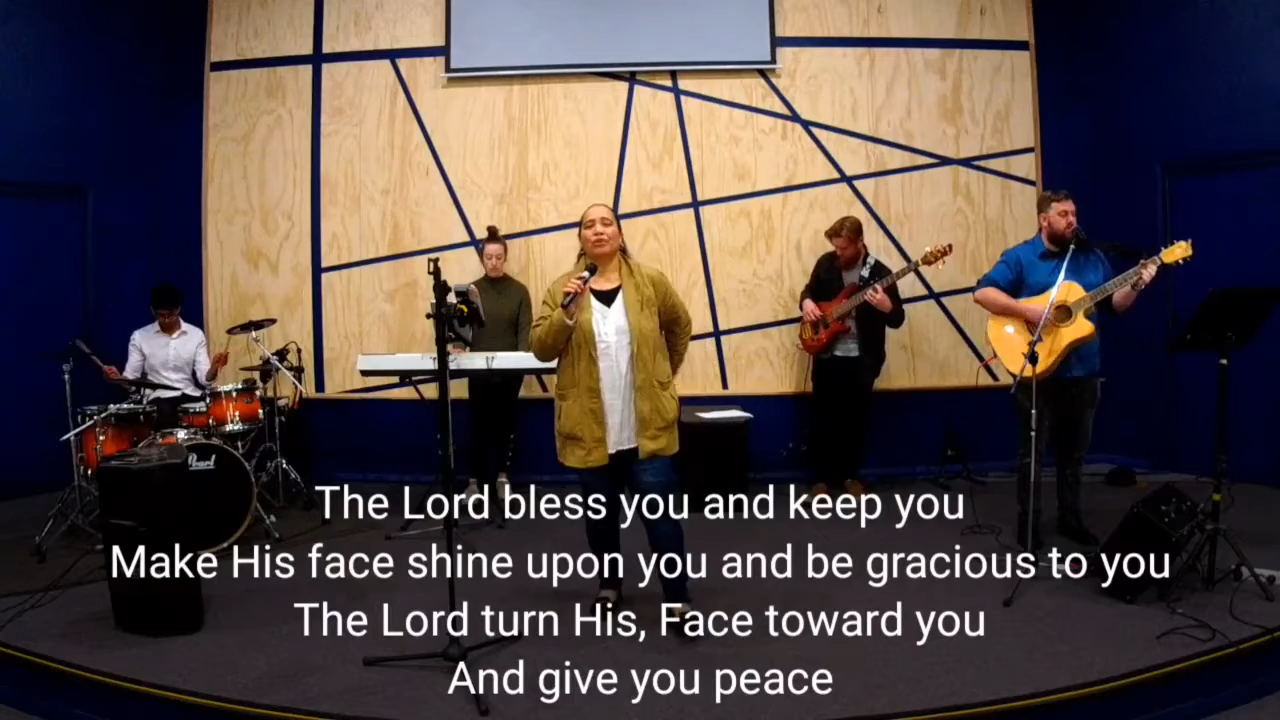 Pearl
The Lord bless you and keep you
Make His face shine upon you and be gracious to you
The Lord turn His, Face toward you
And give you peace